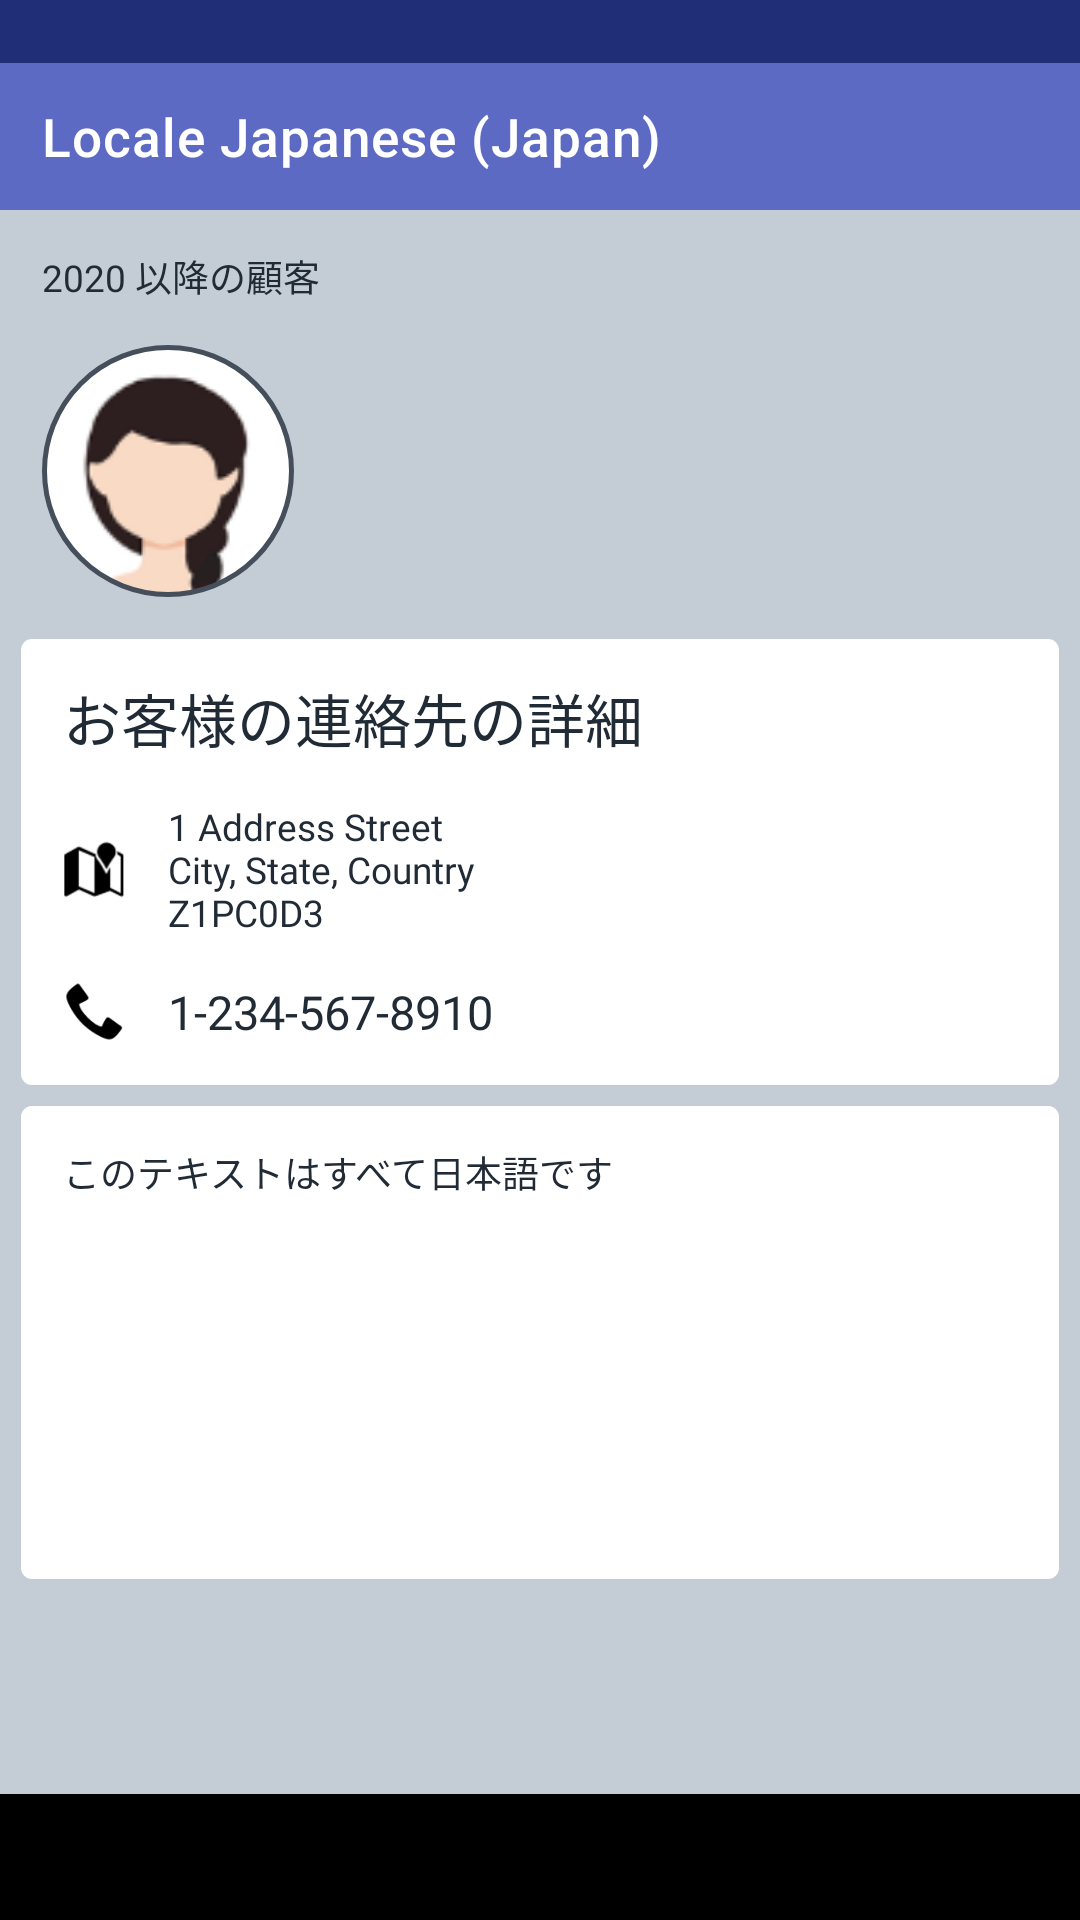 Locale Japanese (Japan)
2020 以降の顧客
お客様の連絡先の詳細
1 Address Street
City, State, Country
Z1PC0D3
1-234-567-8910
このテキストはすべて日本語です